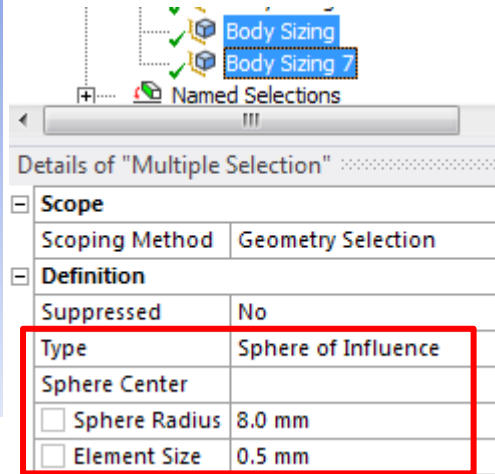 Body Sizing
Body Sizing 7
Named Selections
Details of "Multiple Selection"
Scope
Scoping Method Geometry Selection
Definition
Suppressed No
Type Sphere of Influence
Sphere Center
Sphere Radius 8.0 mm
Element Size 0.5 mm